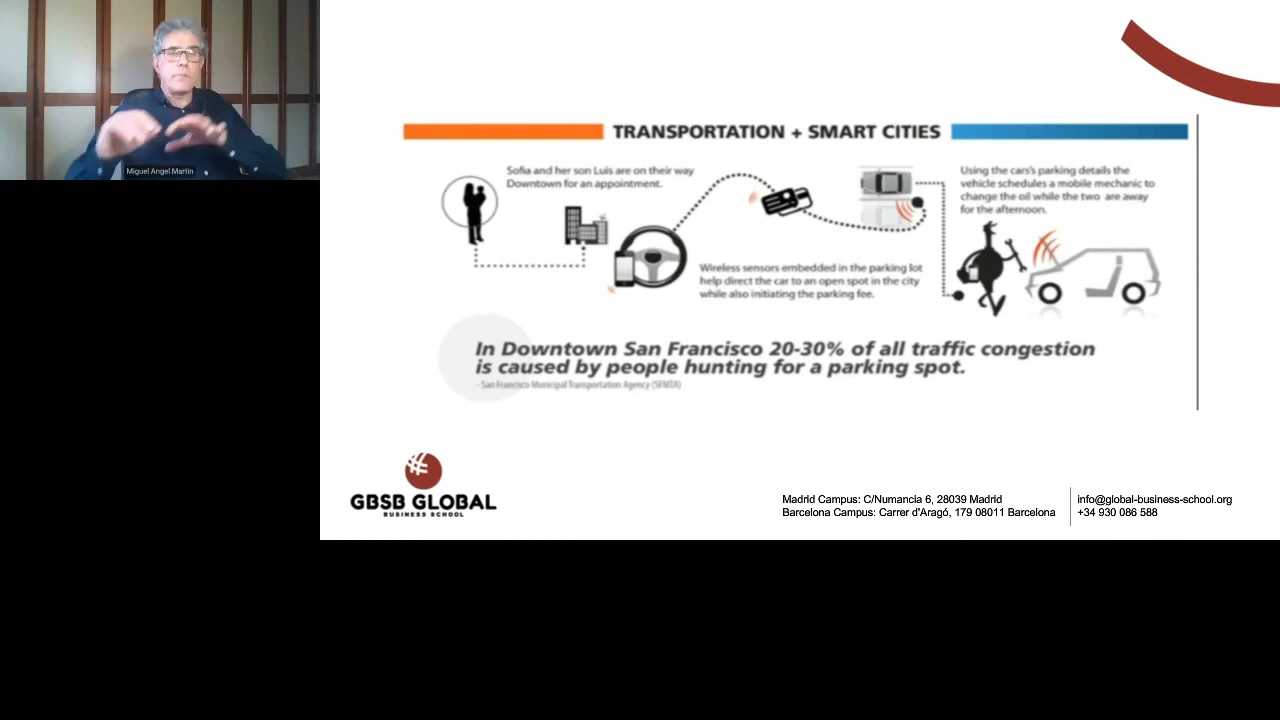 Miguel Angel Martin
TRANSPORTATION + SMART CITIES
Sofia and her son Luis are on their way
Downtown for an appointment.
Wireless sensors embedded in the parking lot
help direct the car to an open spot in the city
while also initiating the parking fee.
Using the cars's parking details the
vehicle schedules a mobile mechanic to
change the oil while the two are away
for the afternoon.
In Downtown San Francisco 20-30% of all traffic congestion
is caused by people hunting for a parking spot.
- San Francisco Municipal Transportation Agency (SFMTA)
GBSB GLOBAL
BUSINESS SCHOOL
Madrid Campus: C/Numancia 6, 28039 Madrid
Barcelona Campus: Carrer d'Aragó, 179 08011 Barcelona
info@global-business-school.org
+34 930 086 588